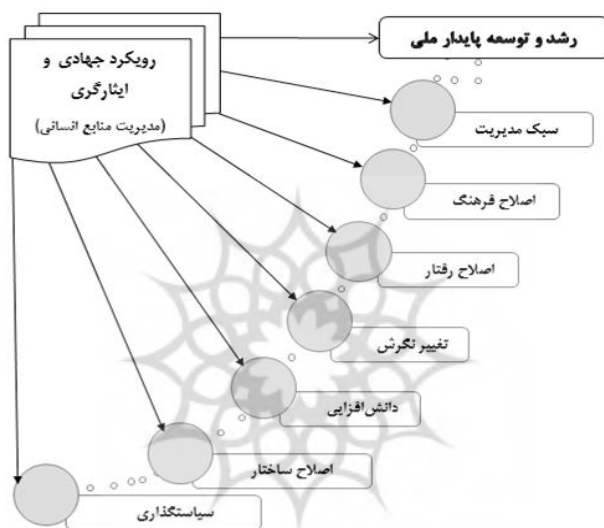 رویکرد جهادی و
ایثارگری
(مدیریت منابع انسانی)
رشد و توسعه پایدار ملی
سبک مدیریت
اصلاح فرهنگ
اصلاح رفتار
تغییر نگرش
دانش‌افزایی
اصلاح ساختار
سیاستگذاری